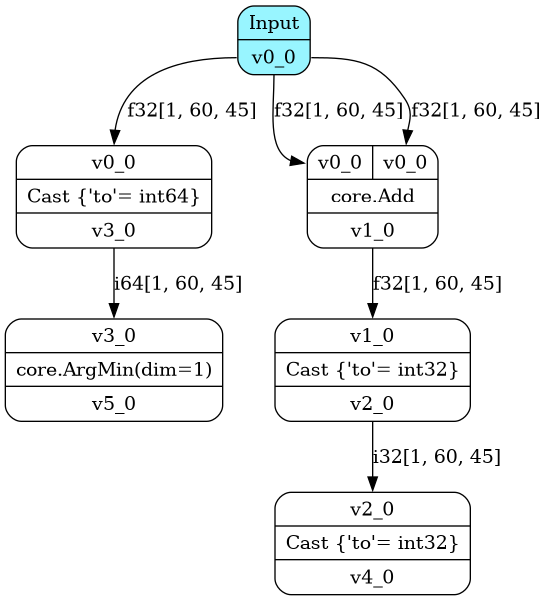 Input
v0_0
f32[1, 60, 45]
f32[1, 60, 45]
f32[1, 60, 45]
v0_0
Cast {'to'= int64}
v3_0
v0_0 v0_0
core.Add
v1_0
i64[1, 60, 45]
f32[1, 60, 45]
v3_0
core.ArgMin(dim=1)
v5_0
v1_0
Cast {'to'= int32}
v2_0
i32[1, 60, 45]
v2_0
Cast {'to'= int32}
v4_0